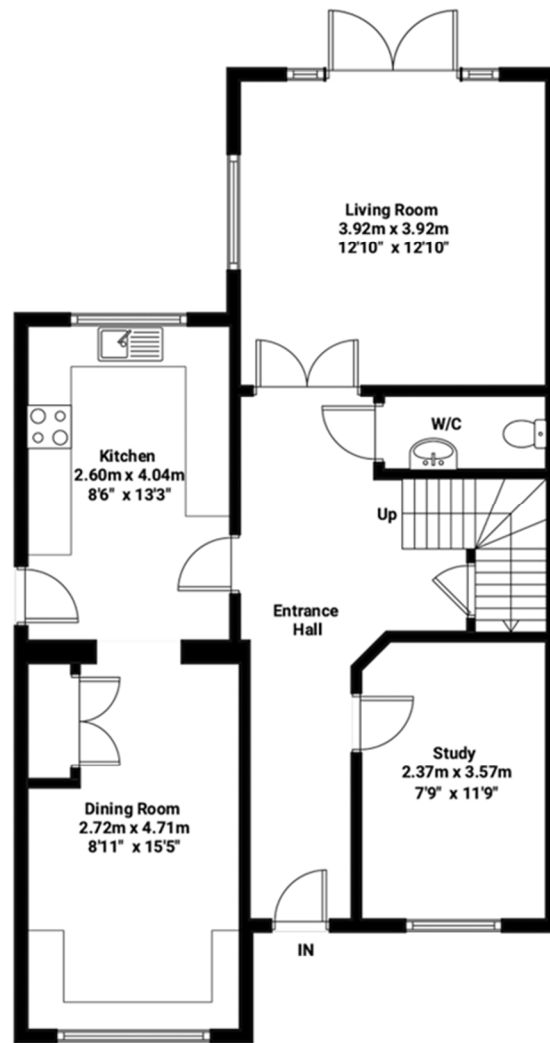 Living Room
3.92m x 3.92m
12'10" x 12'10"
W/C
Kitchen
2.60m x 4.04m
8'6" x 13'3"
Up
Entrance
Hall
Study
2.37m x 3.57m
7'9" x 11'9"
Dining Room
2.72m x 4.71m
8'11" x 15'5"
IN